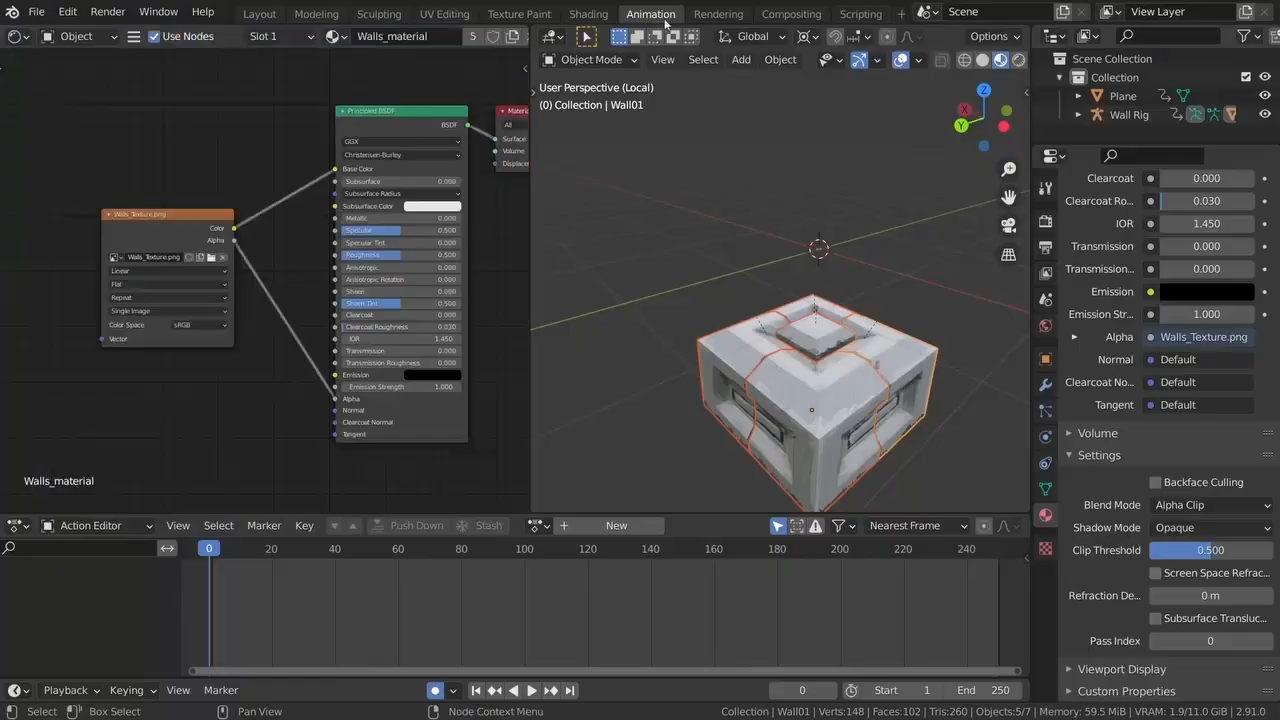 File Edit Render Window Help Layout Modeling Sculpting UV Editing Texture Paint Shading Animation Rendering Compositing Scripting + Scene View Layer
Object Use Nodes Slot 1 Walls_material 5 Global Options
Object Mode View Select Add Object
User Perspective (Local)
(0) Collection | Wall01
Z
X
Y
Scene Collection
Collection
Plane
Wall Rig
Walls_Texture.png
Color
Alpha
Walls_Texture.png
Linear
Flat
Repeat
Single Image
Color Space sRGB
Vector
Principled BSDF
BSDF
GGX
Christensen-Burley
Base Color
Subsurface 0.000
Subsurface Radius
Subsurface Color
Metallic 0.000
Specular 0.500
Specular Tint 0.000
Roughness 0.500
Anisotropic 0.000
Anisotropic Rotation 0.000
Sheen 0.000
Sheen Tint 0.500
Clearcoat 0.000
Clearcoat Roughness 0.030
IOR 1.450
Transmission 0.000
Transmission Roughness 0.000
Emission
Emission Strength 1.000
Alpha
Normal
Clearcoat Normal
Tangent
Materi
All
Surface
Volume
Displace
Walls_material
Clearcoat 0.000
Clearcoat Ro... 0.030
IOR 1.450
Transmission 0.000
Transmission... 0.000
Emission
Emission Str... 1.000
Alpha Walls_Texture.png
Normal Default
Clearcoat No... Default
Tangent Default
Volume
Settings
Backface Culling
Blend Mode Alpha Clip
Shadow Mode Opaque
Clip Threshold 0.500
Screen Space Refrac...
Refraction De... 0 m
Subsurface Transluc...
Pass Index 0
Viewport Display
Custom Properties
Action Editor View Select Marker Key Push Down Stash + New Nearest Frame
0 20 40 60 80 100 120 140 160 180 200 220 240
Playback Keying View Marker 0 Start 1 End 250
Select Box Select Pan View Node Context Menu Collection | Wall01 | Verts:148 | Faces:102 | Tris:260 | Objects:5/7 | Memory: 59.5 MiB | VRAM: 1.9/11.0 GiB | 2.91.0